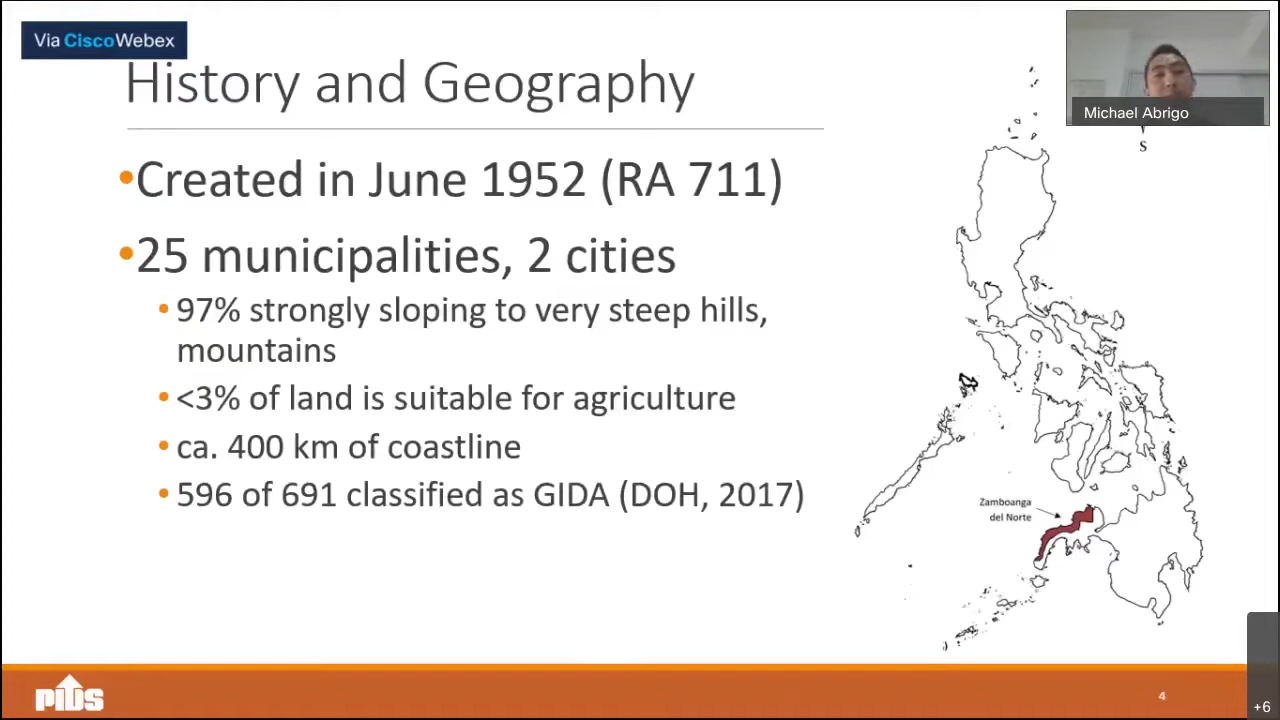 Via Cisco Webex
History and Geography
Michael Abrigo
S
•Created in June 1952 (RA 711)
•25 municipalities, 2 cities
•97% strongly sloping to very steep hills,
mountains
•<3% of land is suitable for agriculture
•ca. 400 km of coastline
•596 of 691 classified as GIDA (DOH, 2017)
Zamboanga
del Norte
PIDS
4
+6